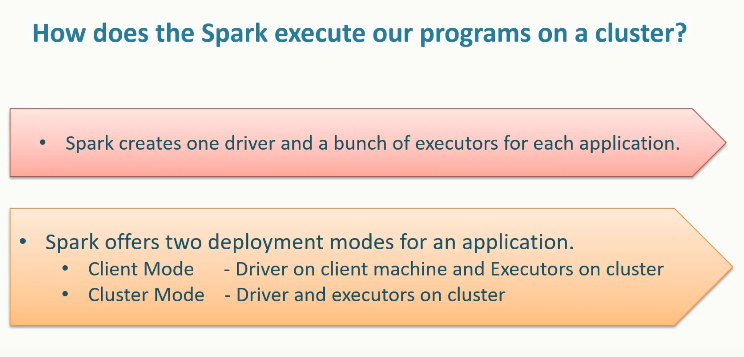 How does the Spark execute our programs on a cluster?
• Spark creates one driver and a bunch of executors for each application.
• Spark offers two deployment modes for an application.
• Client Mode - Driver on client machine and Executors on cluster
• Cluster Mode - Driver and executors on cluster